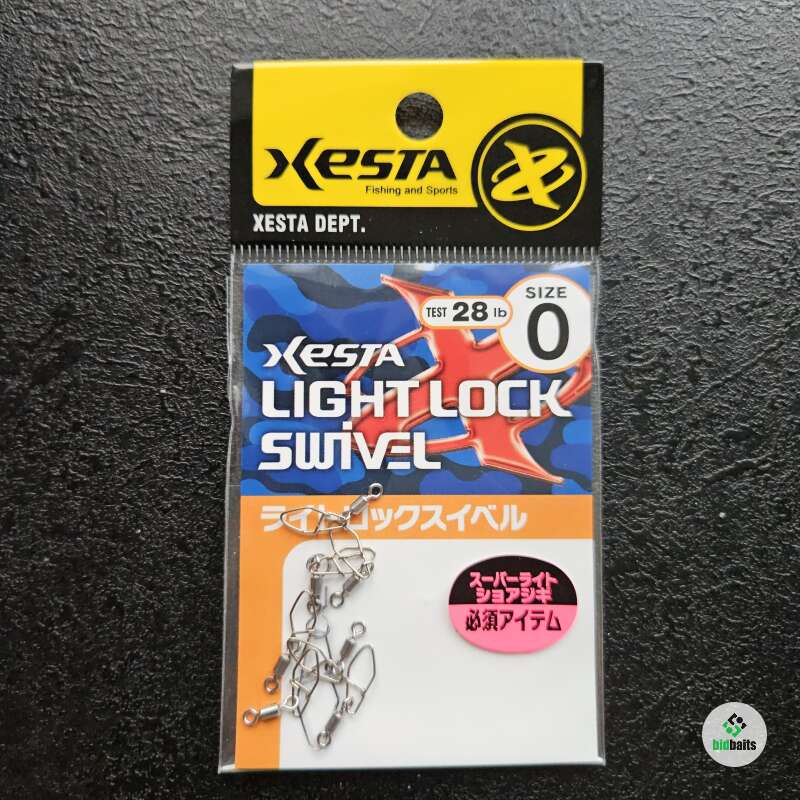 XESTA
Fishing and Sports
XESTA DEPT.
TEST 28 lb
SIZE
0
XESTA
LIGHT LOCK
SWIVEL
ライトロックスイベル
スーパーライト
ショアジギ
必須アイテム
bidbaits